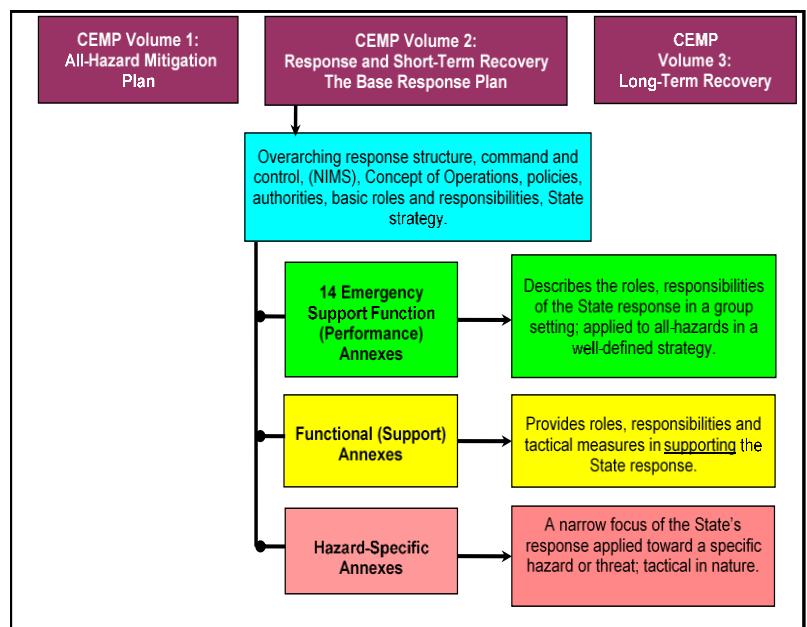 CEMP Volume 1:
All-Hazard Mitigation
Plan
CEMP Volume 2:
Response and Short-Term Recovery
The Base Response Plan
CEMP
Volume 3:
Long-Term Recovery
Overarching response structure, command and
control, (NIMS), Concept of Operations, policies,
authorities, basic roles and responsibilities, State
strategy.
14 Emergency
Support Function
(Performance)
Annexes
Describes the roles, responsibilities
of the State response in a group
setting; applied to all-hazards in a
well-defined strategy.
Functional (Support)
Annexes
Provides roles, responsibilities and
tactical measures in supporting the
State response.
Hazard-Specific
Annexes
A narrow focus of the State's
response applied toward a specific
hazard or threat; tactical in nature.